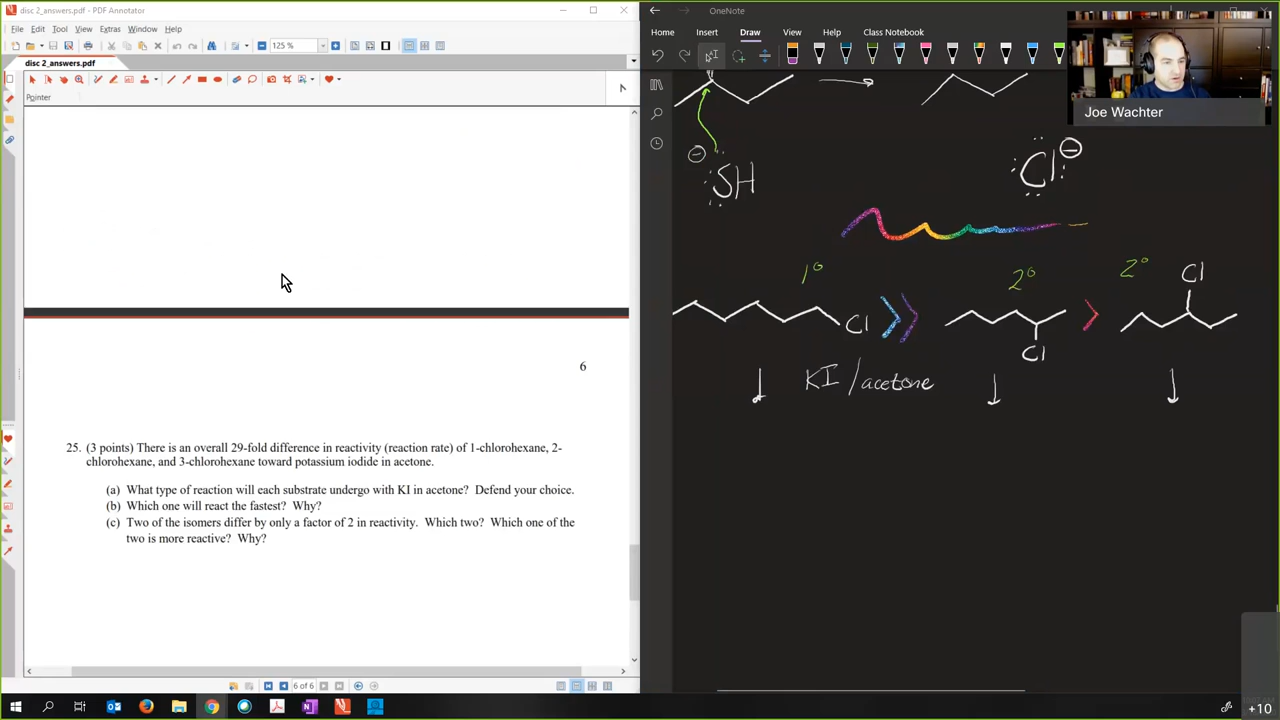 disc 2_answers.pdf - PDF Annotator
File Edit Tool View Extras Window Help
125 %
disc 2_answers.pdf
Pointer
6
25. (3 points) There is an overall 29-fold difference in reactivity (reaction rate) of 1-chlorohexane, 2-
chlorohexane, and 3-chlorohexane toward potassium iodide in acetone.
(a) What type of reaction will each substrate undergo with KI in acetone? Defend your choice.
(b) Which one will react the fastest? Why?
(c) Two of the isomers differ by only a factor of 2 in reactivity. Which two? Which one of the
two is more reactive? Why?
6 of 6
OneNote
Home Insert Draw View Help Class Notebook
Joe Wachter
⊖ :SH
:Cl: ⊖
1° 2° 2° Cl
Cl >> >
Cl
KI/acetone
+10